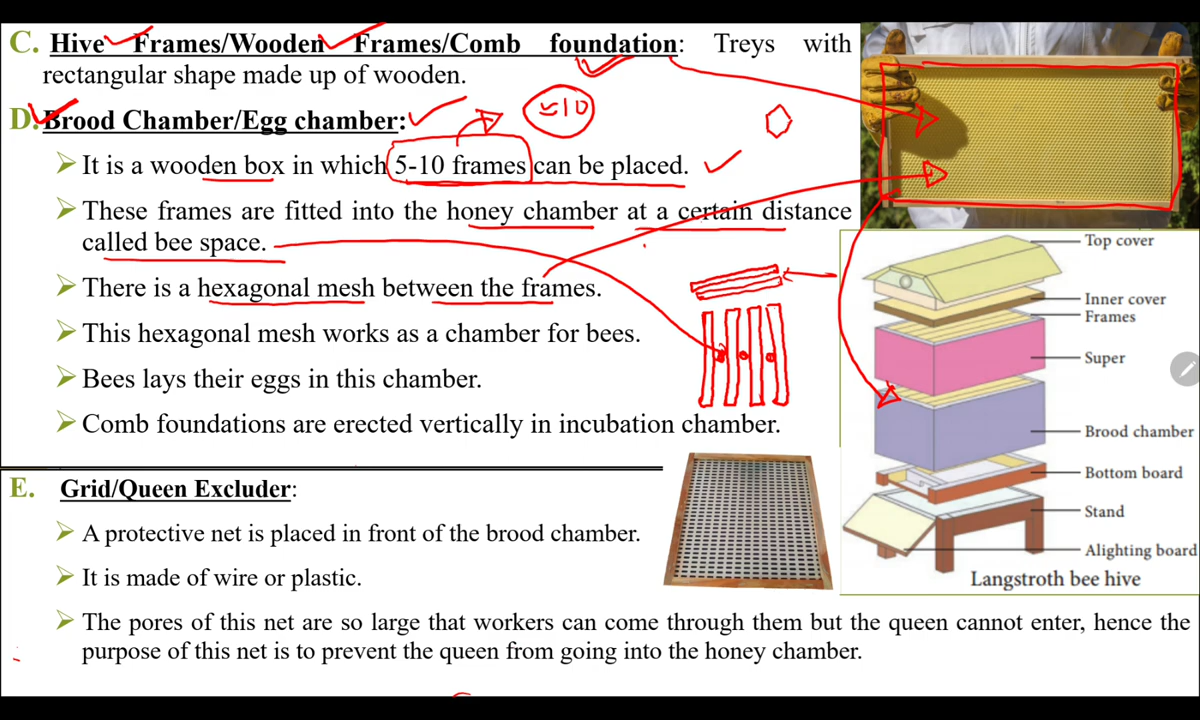 C. Hive Frames/Wooden Frames/Comb foundation: Treys with
rectangular shape made up of wooden.
D. Brood Chamber/Egg chamber:
≈10
It is a wooden box in which 5-10 frames can be placed.
These frames are fitted into the honey chamber at a certain distance
called bee space.
There is a hexagonal mesh between the frames.
This hexagonal mesh works as a chamber for bees.
Bees lays their eggs in this chamber.
Comb foundations are erected vertically in incubation chamber.
Top cover
Inner cover
Frames
Super
Brood chamber
Bottom board
Stand
Alighting board
Langstroth bee hive
E. Grid/Queen Excluder:
A protective net is placed in front of the brood chamber.
It is made of wire or plastic.
The pores of this net are so large that workers can come through them but the queen cannot enter, hence the
purpose of this net is to prevent the queen from going into the honey chamber.